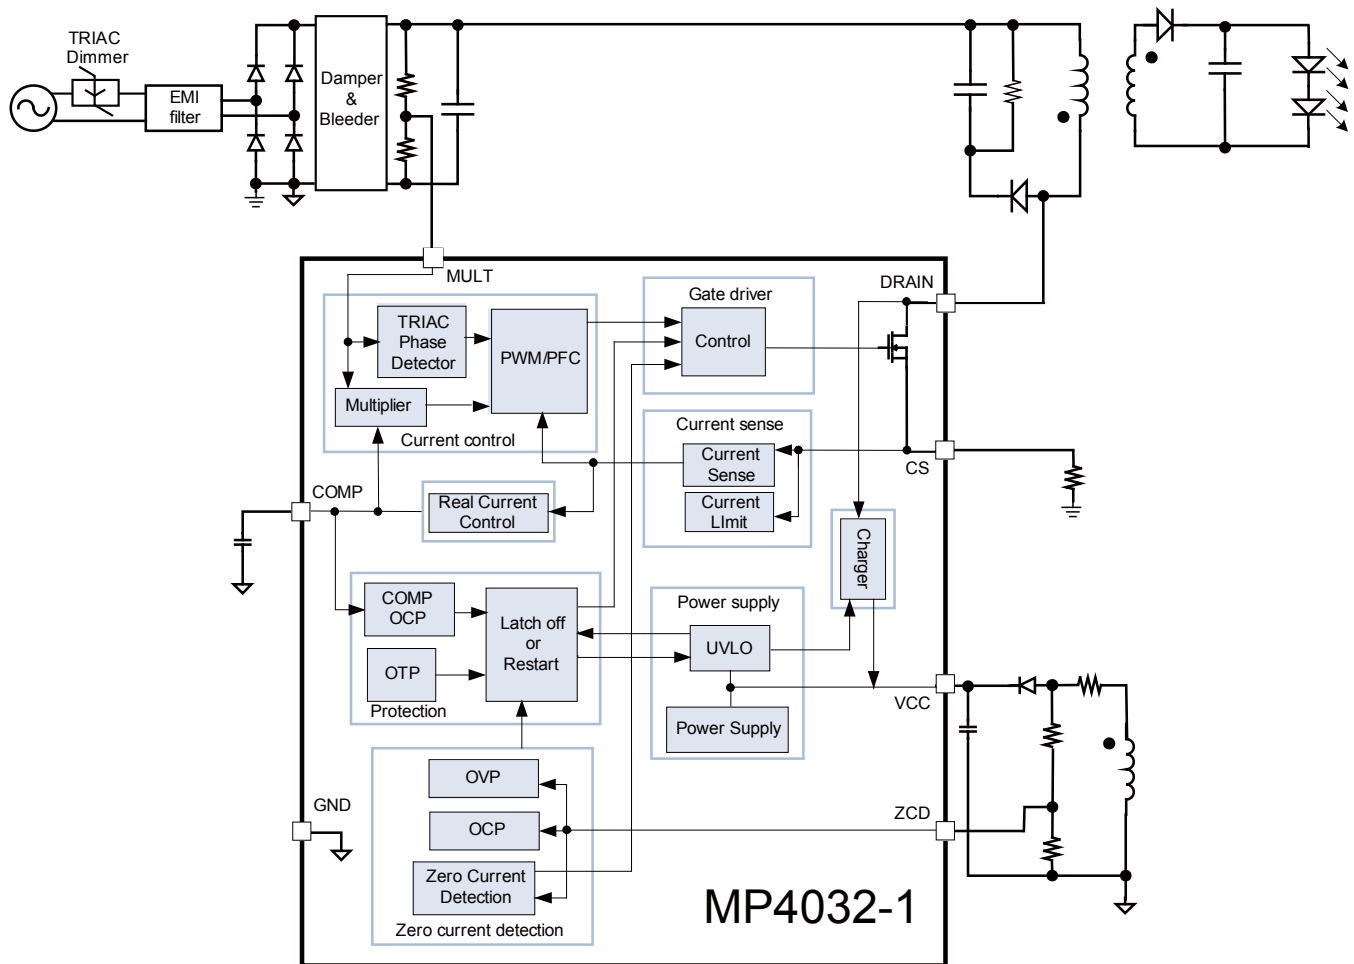 TRIAC
Dimmer
EMI
filter
Damper
&
Bleeder
MULT
DRAIN
Gate driver
TRIAC
Phase
Detector
PWM/PFC
Control
Multiplier
Current control
Current sense
Current
Sense
CS
COMP
Real Current
Control
Current
LImit
Charger
COMP
OCP
Latch off
or
Restart
Power supply
UVLO
OTP
Protection
VCC
Power Supply
OVP
GND
ZCD
OCP
Zero Current
Detection
MP4032-1
Zero current detection